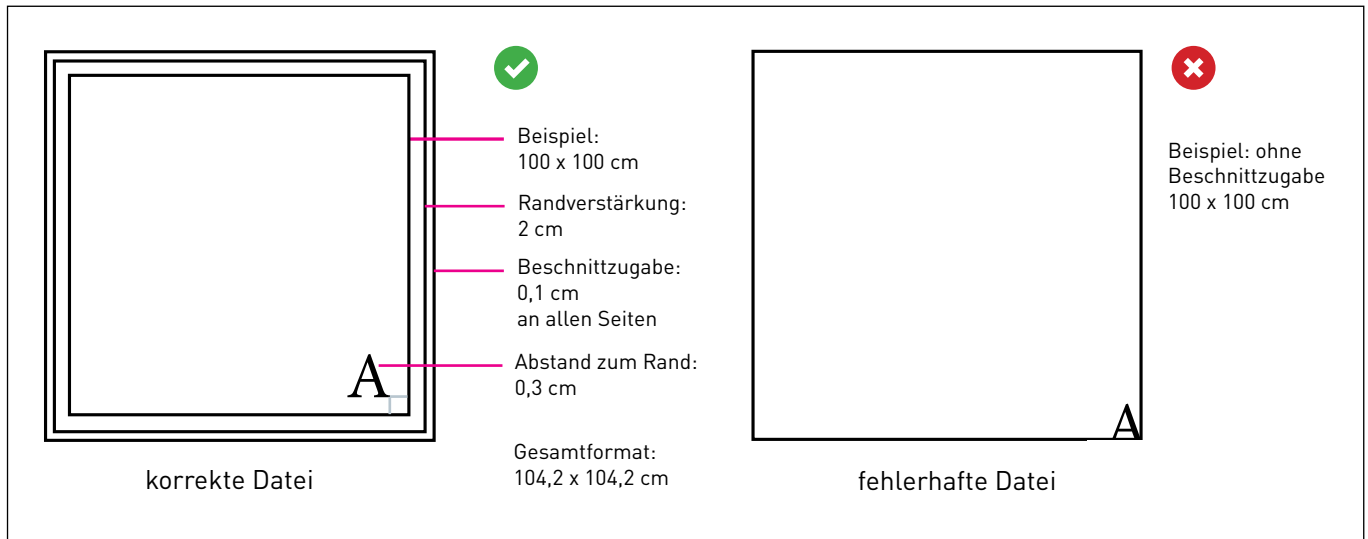 Beispiel:
100 x 100 cm
Randverstärkung:
2 cm
Beschnittzugabe:
0,1 cm
an allen Seiten
A
Abstand zum Rand:
0,3 cm
Gesamtformat:
104,2 x 104,2 cm
korrekte Datei
Beispiel: ohne
Beschnittzugabe
100 x 100 cm
A
fehlerhafte Datei